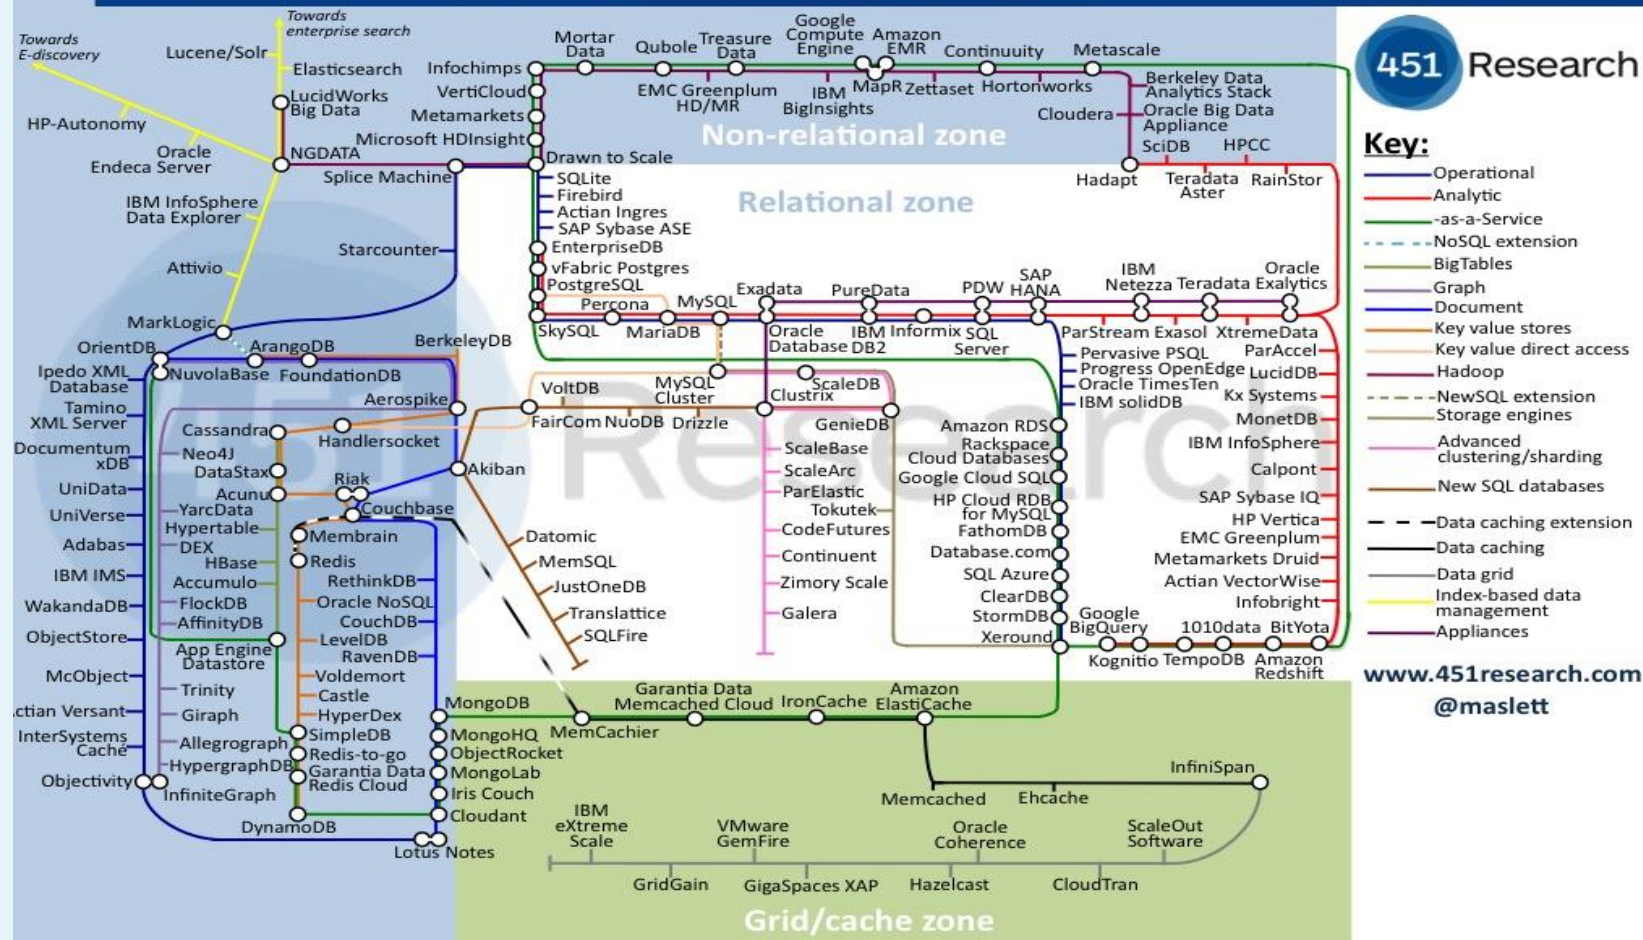 Towards
E-discovery
Towards
enterprise search
Lucene/Solr
Elasticsearch
LucidWorks
Big Data
HP-Autonomy
Oracle
Endeca Server
NGDATA
IBM InfoSphere
Data Explorer
Attivio
MarkLogic
Infochimps
VertiCloud
Metamarkets
Microsoft HDInsight
Drawn to Scale
Splice Machine
Starcounter
Mortar
Data
Qubole
Treasure
Data
Google
Compute
Engine
Amazon
EMR
Continuuity
Metascale
EMC Greenplum
HD/MR
IBM
BigInsights
MapR
Zettaset
Hortonworks
Berkeley Data
Analytics Stack
Cloudera
Oracle Big Data
Appliance
Non-relational zone
SciDB
HPCC
Hadapt
Teradata
Aster
RainStor
Relational zone
SQLite
Firebird
Actian Ingres
SAP Sybase ASE
EnterpriseDB
vFabric Postgres
PostgreSQL
Percona
MySQL
Exadata
PureData
PDW
SAP
HANA
IBM
Netezza
Teradata
Oracle
Exalytics
SkySQL
MariaDB
Oracle
Database
IBM
DB2
Informix
SQL
Server
ParStream
Exasol
XtremeData
OrientDB
ArangoDB
BerkeleyDB
NuvolaBase
FoundationDB
Ipedo XML
Database
Tamino
XML Server
Documentum
xDB
UniData
UniVerse
Adabas
IBM IMS
WakandaDB
ObjectStore
McObject
ctian Versant
InterSystems
Caché
Objectivity
Aerospike
Cassandra
Handlersocket
Neo4J
DataStax
Acunu
Riak
Akiban
Couchbase
YarcData
Hypertable
DEX
HBase
Accumulo
FlockDB
AffinityDB
App Engine
Datastore
Trinity
Giraph
Allegrograph
HypergraphDB
InfiniteGraph
Membrain
Redis
RethinkDB
Oracle NoSQL
CouchDB
LevelDB
RavenDB
Voldemort
Castle
HyperDex
SimpleDB
Redis-to-go
Garantia Data
Redis Cloud
DynamoDB
MongoDB
MongoHQ
ObjectRocket
MongoLab
Iris Couch
Cloudant
Lotus Notes
VoltDB
MySQL
Cluster
ScaleDB
Clustrix
FairCom
NuoDB
Drizzle
GenieDB
ScaleBase
ScaleArc
ParElastic
Tokutek
CodeFutures
Continuent
Zimory Scale
Galera
Datomic
MemSQL
JustOneDB
Translattice
SQLFire
Pervasive PSQL
Progress OpenEdge
Oracle TimesTen
IBM solidDB
Amazon RDS
Rackspace
Cloud Databases
Google Cloud SQL
HP Cloud RDB
for MySQL
FathomDB
Database.com
SQL Azure
ClearDB
StormDB
Xeround
ParAccel
LucidDB
Kx Systems
MonetDB
IBM InfoSphere
Calpont
SAP Sybase IQ
HP Vertica
EMC Greenplum
Metamarkets Druid
Actian VectorWise
Infobright
Google
BigQuery
1010data
BitYota
Kognitio
TempoDB
Amazon
Redshift
MemCachier
Garantia Data
Memcached Cloud
IronCache
Amazon
ElastiCache
Memcached
Ehcache
InfiniSpan
IBM
eXtreme
Scale
VMware
GemFire
Oracle
Coherence
ScaleOut
Software
GridGain
GigaSpaces XAP
Hazelcast
CloudTran
Grid/cache zone
451 Research
451 Research
Key:
Operational
Analytic
-as-a-Service
NoSQL extension
BigTables
Graph
Document
Key value stores
Key value direct access
Hadoop
NewSQL extension
Storage engines
Advanced
clustering/sharding
New SQL databases
Data caching extension
Data caching
Data grid
Index-based data
management
Appliances
www.451research.com
@maslett